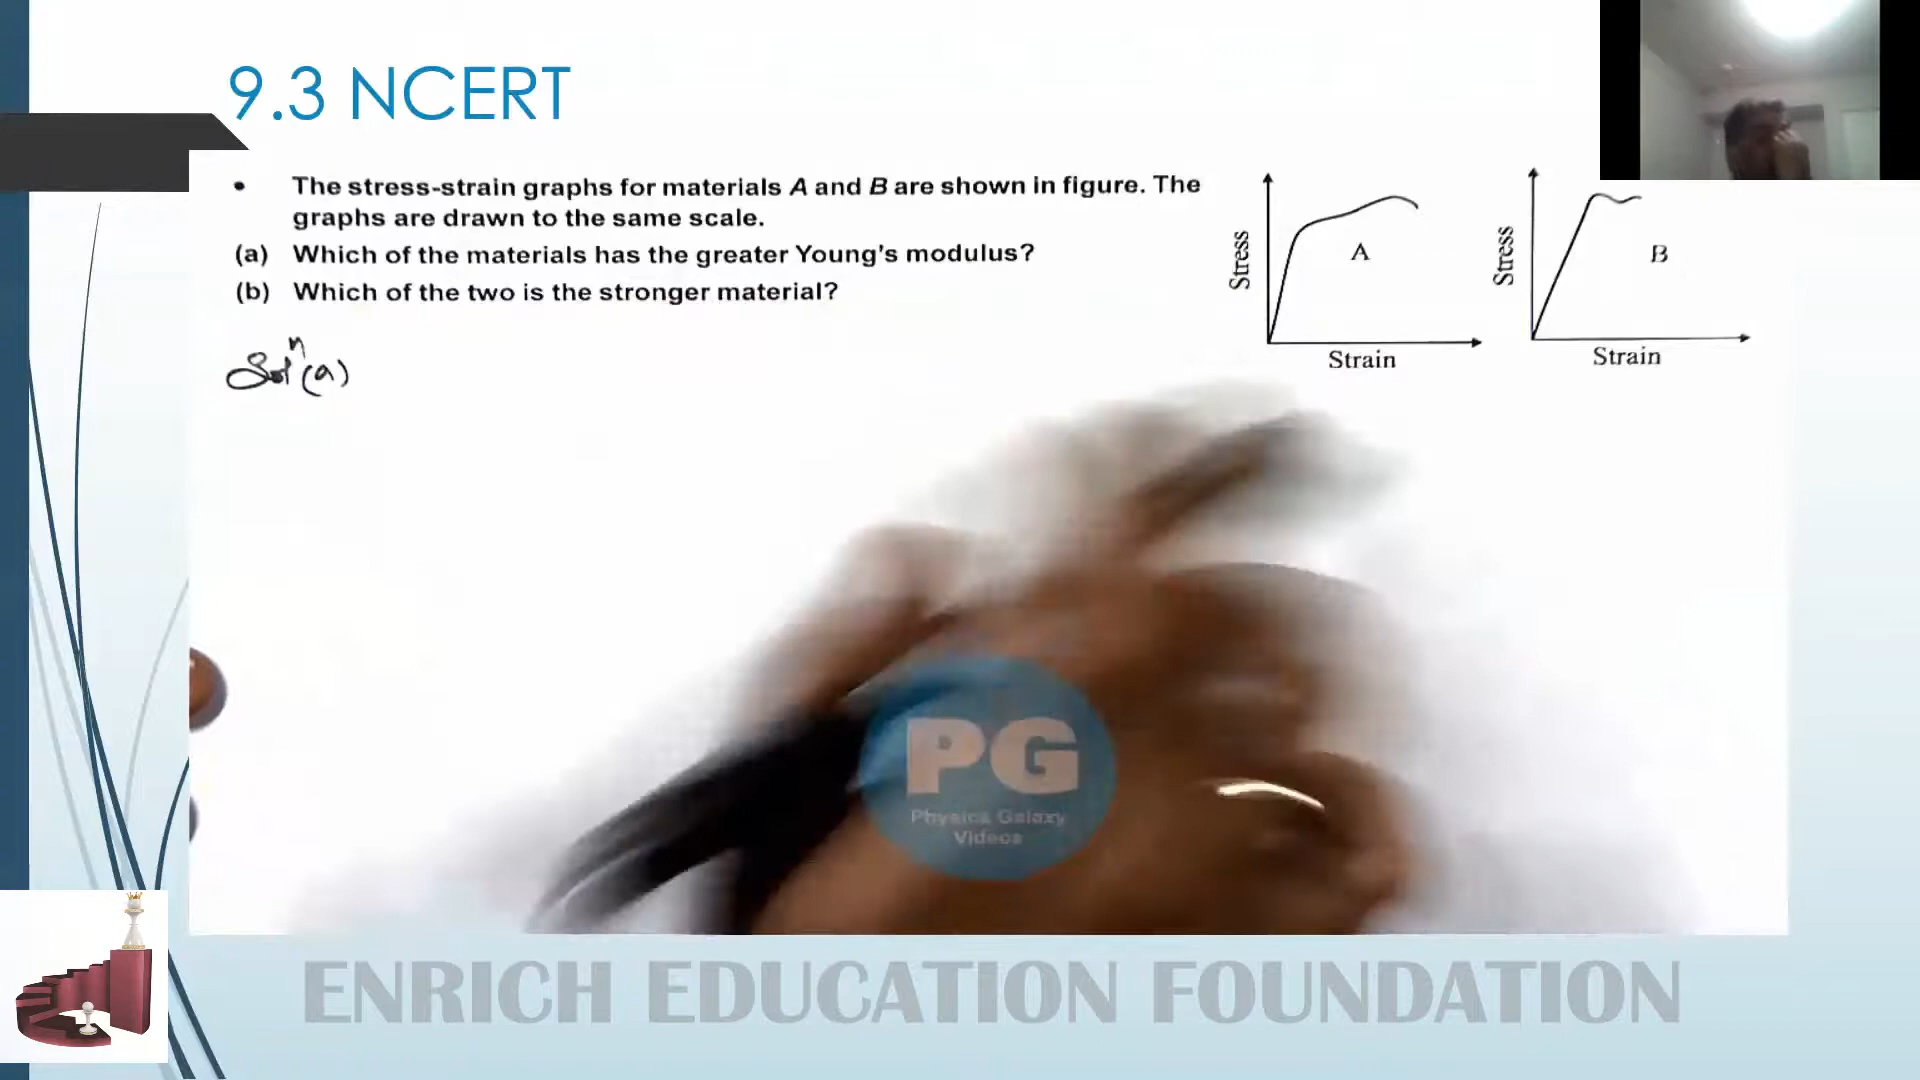 9.3 NCERT
• The stress-strain graphs for materials A and B are shown in figure. The
graphs are drawn to the same scale.
(a) Which of the materials has the greater Young's modulus?
(b) Which of the two is the stronger material?
Stress
A
Strain
Stress
B
Strain
Solⁿ (a)
PG
Physics Galaxy
Videos
ENRICH EDUCATION FOUNDATION